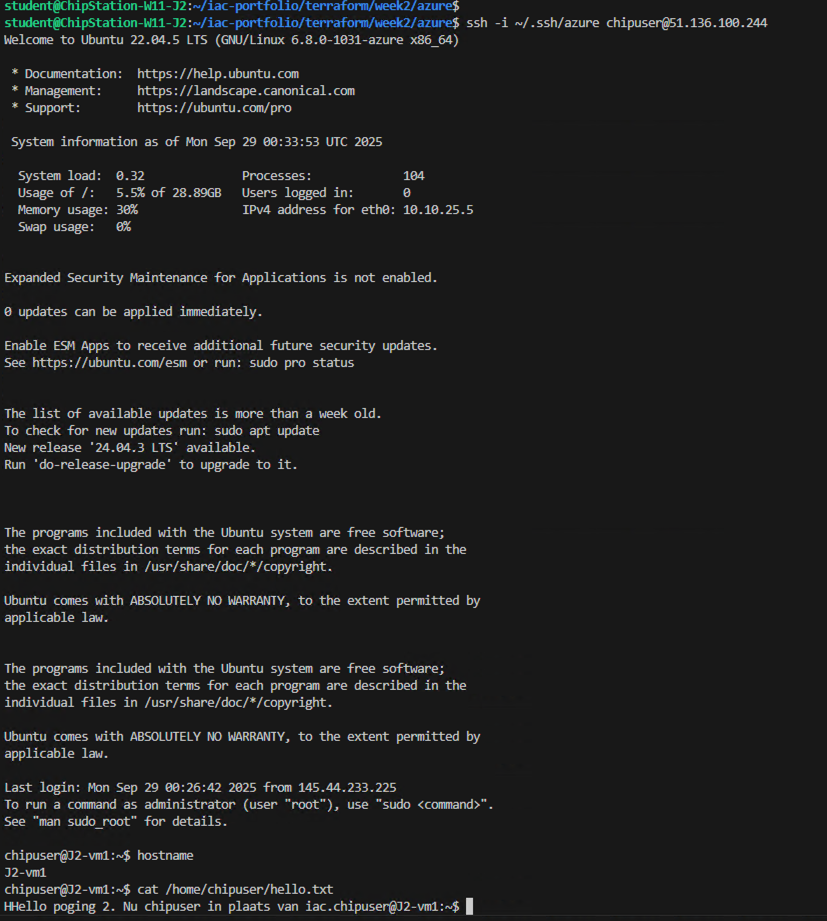 student@ChipStation-W11-J2:~/iac-portfolio/terraform/week2/azure$
student@ChipStation-W11-J2:~/iac-portfolio/terraform/week2/azure$ ssh -i ~/.ssh/azure chipuser@51.136.100.244
Welcome to Ubuntu 22.04.5 LTS (GNU/Linux 6.8.0-1031-azure x86_64)
* Documentation: https://help.ubuntu.com
* Management: https://landscape.canonical.com
* Support: https://ubuntu.com/pro
System information as of Mon Sep 29 00:33:53 UTC 2025
System load: 0.32 Processes: 104
Usage of /: 5.5% of 28.89GB Users logged in: 0
Memory usage: 30% IPv4 address for eth0: 10.10.25.5
Swap usage: 0%
Expanded Security Maintenance for Applications is not enabled.
0 updates can be applied immediately.
Enable ESM Apps to receive additional future security updates.
See https://ubuntu.com/esm or run: sudo pro status
The list of available updates is more than a week old.
To check for new updates run: sudo apt update
New release '24.04.3 LTS' available.
Run 'do-release-upgrade' to upgrade to it.
The programs included with the Ubuntu system are free software;
the exact distribution terms for each program are described in the
individual files in /usr/share/doc/*/copyright.
Ubuntu comes with ABSOLUTELY NO WARRANTY, to the extent permitted by
applicable law.
The programs included with the Ubuntu system are free software;
the exact distribution terms for each program are described in the
individual files in /usr/share/doc/*/copyright.
Ubuntu comes with ABSOLUTELY NO WARRANTY, to the extent permitted by
applicable law.
Last login: Mon Sep 29 00:26:42 2025 from 145.44.233.225
To run a command as administrator (user "root"), use "sudo <command>".
See "man sudo_root" for details.
chipuser@J2-vm1:~$ hostname
J2-vm1
chipuser@J2-vm1:~$ cat /home/chipuser/hello.txt
HHello poging 2. Nu chipuser in plaats van iac.chipuser@J2-vm1:~$